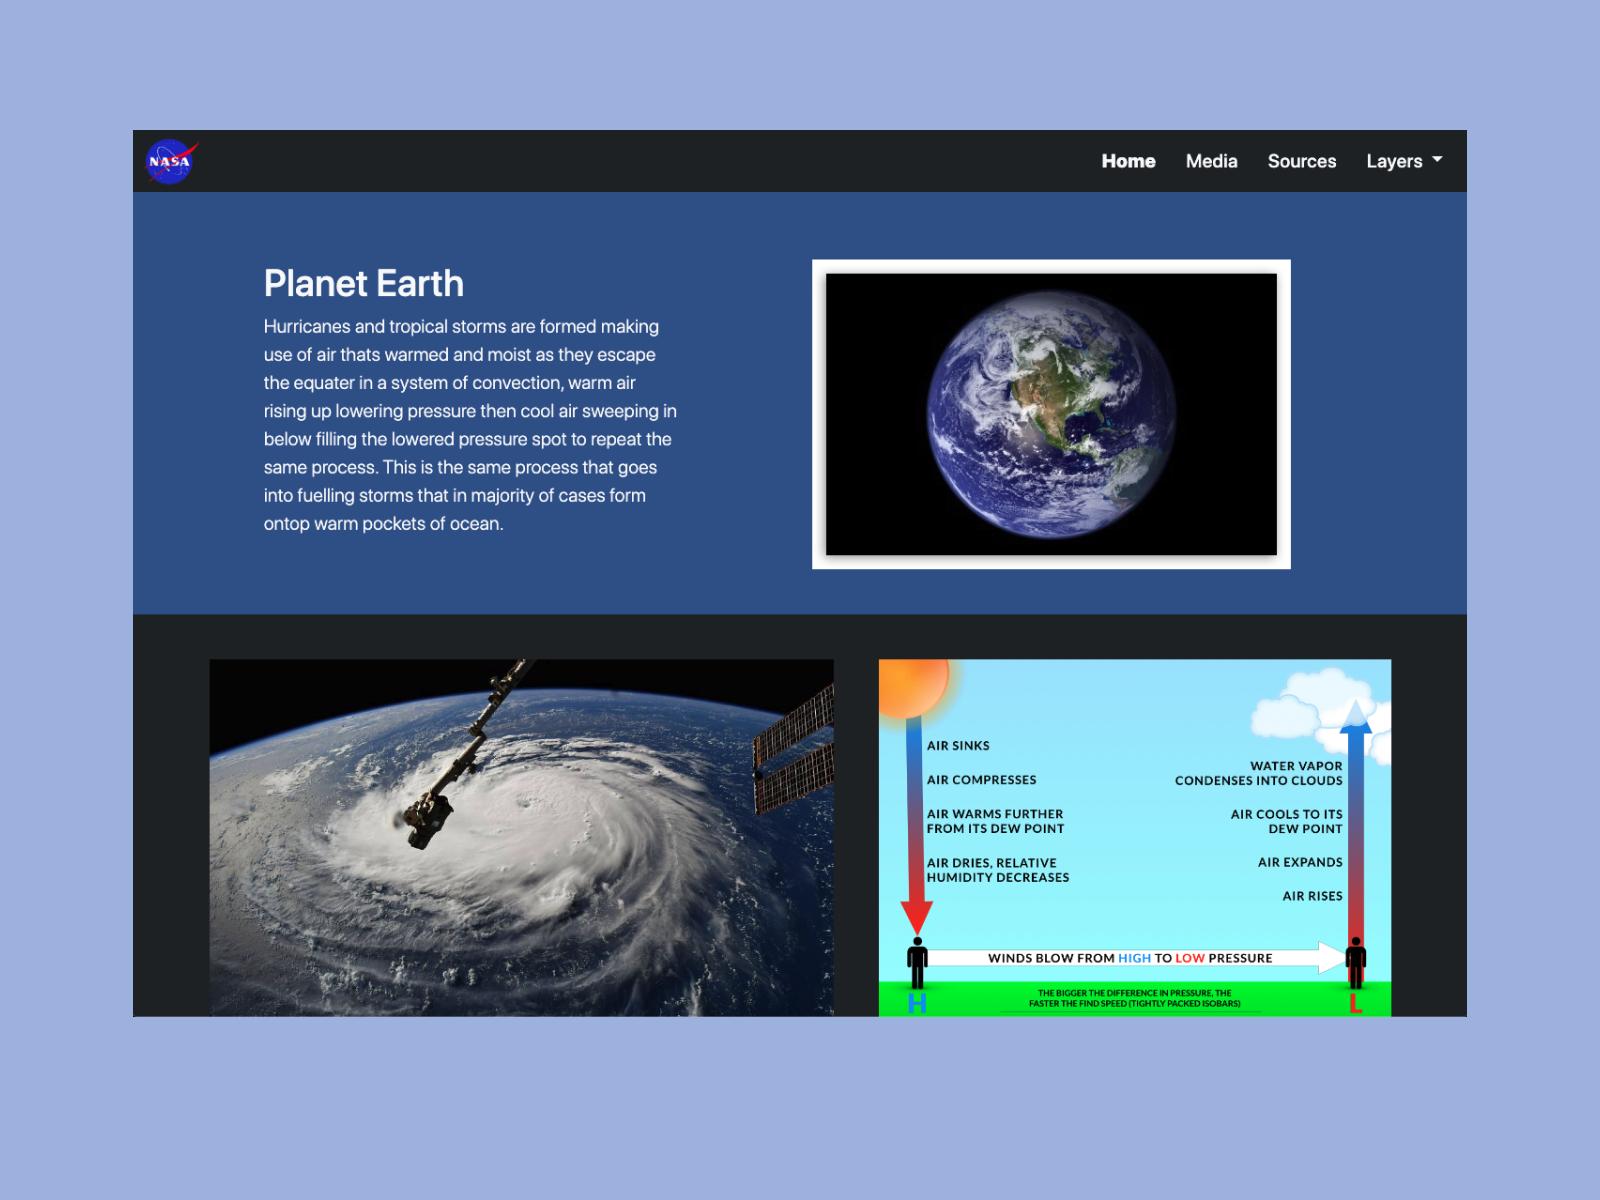 NASA
Home Media Sources Layers
Planet Earth
Hurricanes and tropical storms are formed making
use of air thats warmed and moist as they escape
the equater in a system of convection, warm air
rising up lowering pressure then cool air sweeping in
below filling the lowered pressure spot to repeat the
same process. This is the same process that goes
into fuelling storms that in majority of cases form
ontop warm pockets of ocean.
AIR SINKS
AIR COMPRESSES
AIR WARMS FURTHER
FROM ITS DEW POINT
AIR DRIES, RELATIVE
HUMIDITY DECREASES
WATER VAPOR
CONDENSES INTO CLOUDS
AIR COOLS TO ITS
DEW POINT
AIR EXPANDS
AIR RISES
WINDS BLOW FROM HIGH TO LOW PRESSURE
THE BIGGER THE DIFFERENCE IN PRESSURE, THE
FASTER THE FIND SPEED (TIGHTLY PACKED ISOBARS)
H
L